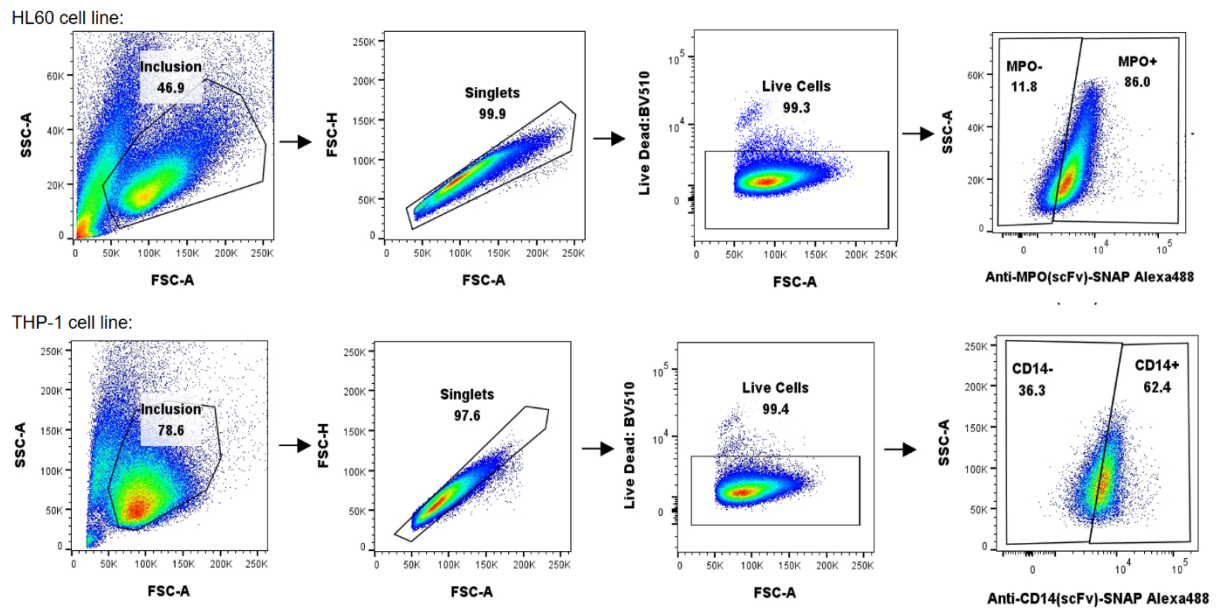 HL60 cell line:
SSC-A
60K
40K
20K
0
Inclusion
46.9
0 50K 100K 150K 200K 250K
FSC-A
FSC-H
250K
200K
150K
100K
50K
0
Singlets
99.9
50K 100K 150K 200K 250K
FSC-A
Live Dead:BV510
10^5
10^4
0
Live Cells
99.3
0 50K 100K 150K 200K 250K
FSC-A
SSC-A
60K
40K
20K
0
MPO-
11.8
MPO+
86.0
0 10^4 10^5
Anti-MPO(scFv)-SNAP Alexa488
THP-1 cell line:
SSC-A
250K
200K
150K
100K
50K
0
Inclusion
78.6
0 50K 100K 150K 200K 250K
FSC-A
FSC-H
250K
200K
150K
100K
50K
0
Singlets
97.6
0 50K 100K 150K 200K 250K
FSC-A
Live Dead: BV510
10^5
10^4
0
Live Cells
99.4
0 50K 100K 150K 200K 250K
FSC-A
SSC-A
250K
200K
150K
100K
50K
0
CD14-
36.3
CD14+
62.4
0 10^4 10^5
Anti-CD14(scFv)-SNAP Alexa488